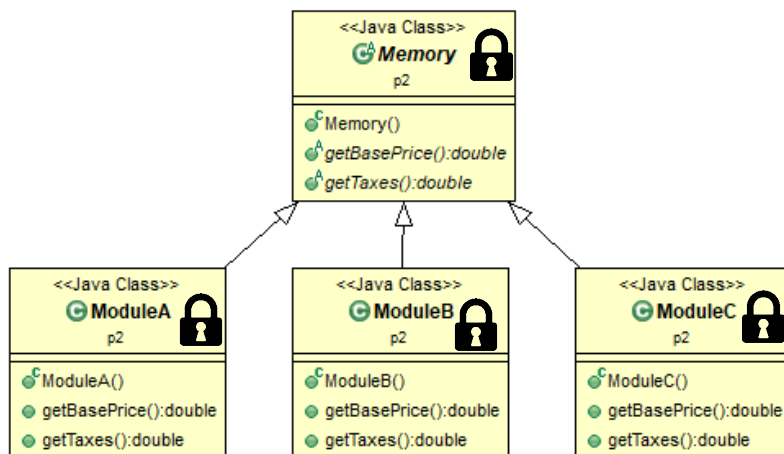 <<Java Class>>
Memory
p2
Memory()
getBasePrice():double
getTaxes():double
<<Java Class>>
ModuleA
p2
ModuleA()
getBasePrice():double
getTaxes():double
<<Java Class>>
ModuleB
p2
ModuleB()
getBasePrice():double
getTaxes():double
<<Java Class>>
ModuleC
p2
ModuleC()
getBasePrice():double
getTaxes():double